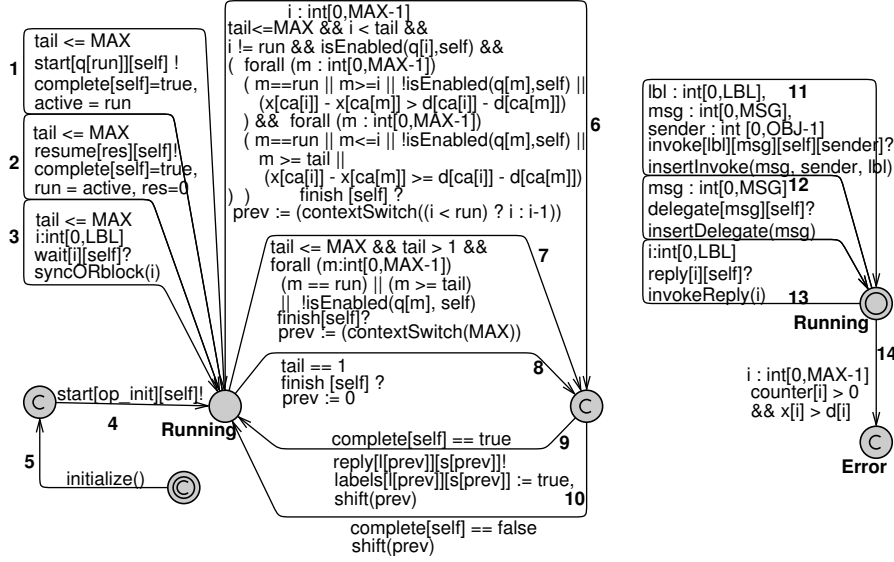 1
tail <= MAX
start[q[run]][self] !
complete[self]=true,
active = run
2
tail <= MAX
resume[res][self]!
complete[self]=true,
run = active, res=0
3
tail <= MAX
i:int[0,LBL]
wait[i][self]?
syncORblock(i)
start[op_init][self]!
4
5
initialize()
Running
i : int[0,MAX-1]
tail<=MAX && i < tail &&
i != run && isEnabled(q[i],self) &&
( forall (m : int[0,MAX-1])
( m==run || m>=i || !isEnabled(q[m],self) ||
(x[ca[i]] - x[ca[m]] > d[ca[i]] - d[ca[m]])
) && forall (m : int[0,MAX-1])
( m==run || m<=i || !isEnabled(q[m],self) ||
m >= tail ||
(x[ca[i]] - x[ca[m]] >= d[ca[i]] - d[ca[m]])
) ) finish [self] ?
prev := (contextSwitch((i < run) ? i : i-1))
6
tail <= MAX && tail > 1 &&
forall (m:int[0,MAX-1])
(m == run) || (m >= tail)
|| !isEnabled(q[m], self)
finish[self]?
prev := (contextSwitch(MAX))
7
tail == 1
finish [self] ?
prev := 0
8
C
C
C
complete[self] == true
9
reply[l[prev]][s[prev]]!
labels[l[prev]][s[prev]] := true,
shift(prev)
10
complete[self] == false
shift(prev)
lbl : int[0,LBL],
11
msg : int[0,MSG],
sender : int [0,OBJ-1]
invoke[lbl][msg][self][sender]?
insertInvoke(msg, sender, lbl)
msg : int[0,MSG]
12
delegate[msg][self]?
insertDelegate(msg)
i:int[0,LBL]
reply[i][self]?
invokeReply(i)
13
Running
14
i : int[0,MAX-1]
counter[i] > 0
&& x[i] > d[i]
C
Error